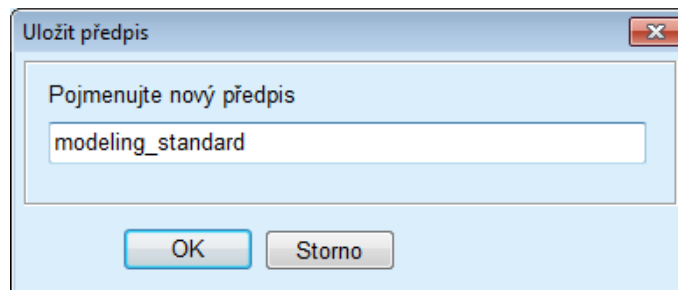 Uložit předpis
Pojmenujte nový předpis
modeling_standard
OK
Storno